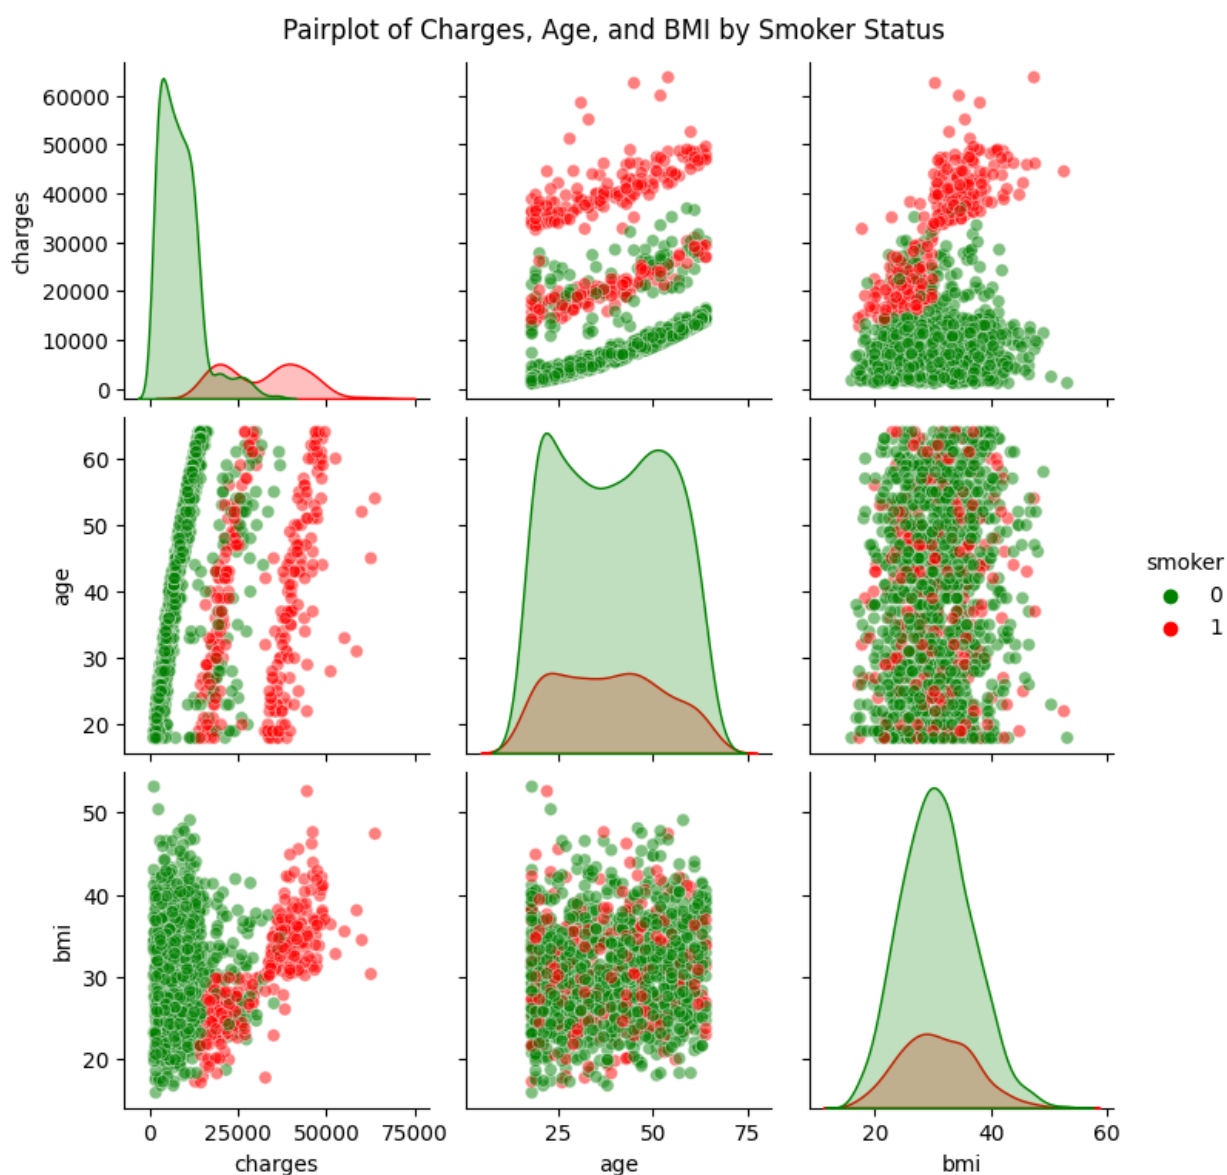 Pairplot of Charges, Age, and BMI by Smoker Status
charges
60000
50000
40000
30000
20000
10000
0
age
60
50
40
30
20
smoker
0
1
bmi
50
40
30
20
0 25000 50000 75000
charges
25 50 75
age
20 40 60
bmi